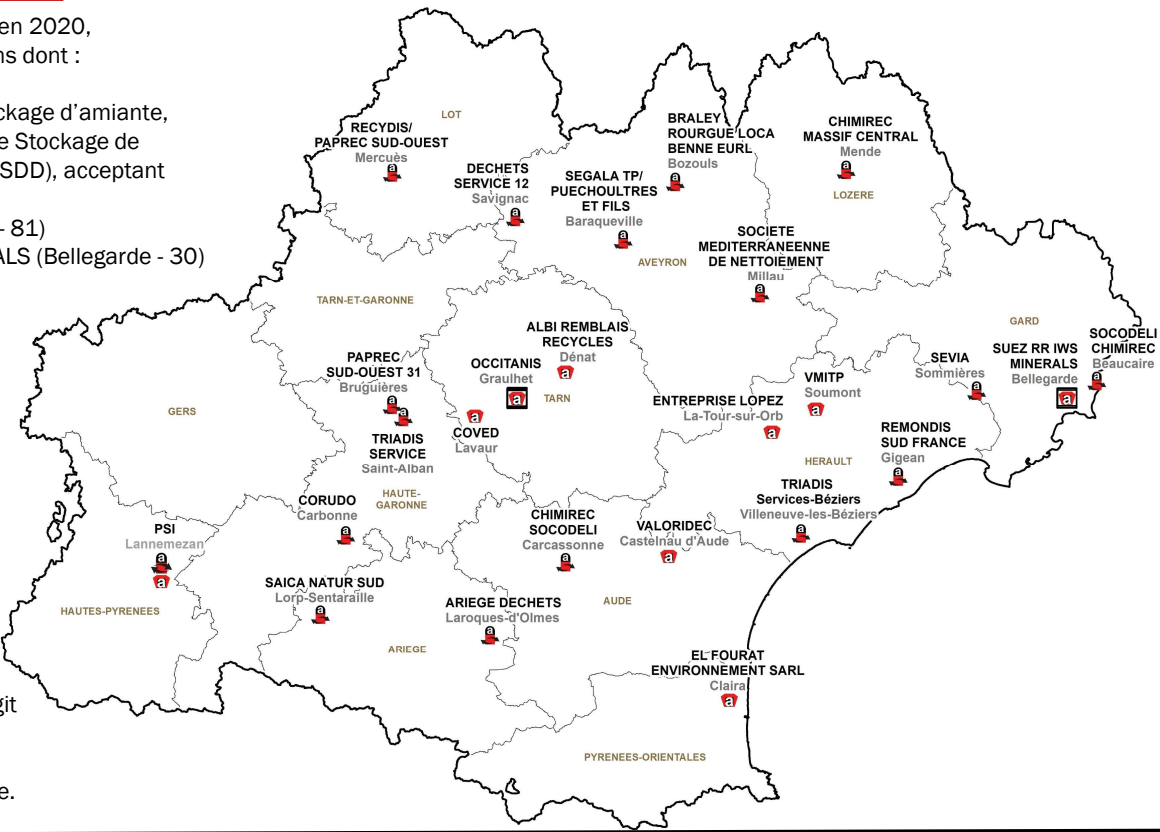 en 2020,
ns dont :
ckage d'amiante,
e Stockage de
SDD), acceptant
- 81)
ALS (Bellegarde - 30)
git
e.
LOT
RECYDIS/
PAPREC SUD-OUEST
Mercuès
a
DECHETS
SERVICE 12
Savignac
a
SEGALA TP/
PUECHOULTRES
ET FILS
Baraqueville
a
BRALEY
ROURGUE LOCA
BENNE EURL
Bozouls
a
CHIMIREC
MASSIF CENTRAL
Mende
a
LOZERE
SOCIETE
MEDITERRANEENNE
DE NETTOIEMENT
Millau
a
AVEYRON
TARN-ET-GARONNE
GARD
ALBI REMBLAIS
RECYCLES
Dénat
a
OCCITANIS
Graulhet
a
TARN
PAPREC
SUD-OUEST 31
Bruguières
a
a
TRIADIS
SERVICE
Saint-Alban
a
COVED
Lavaur
GERS
ENTREPRISE LOPEZ
La-Tour-sur-Orb
a
VMITP
Soumont
a
SEVIA
Sommières
a
SUEZ RR IWS
MINERALS
Bellegarde
a
SOCODELI
CHIMIREC
Beaucaire
a
REMONDIS
SUD FRANCE
Gigean
a
HERAULT
TRIADIS
Services-Béziers
Villeneuve-les-Béziers
a
HAUTE-
GARONNE
CORUDO
Carbonne
a
PSI
Lannemezan
a
a
HAUTES-PYRENEES
CHIMIREC
SOCODELI
Carcassonne
a
VALORIDEC
Castelnau d'Aude
a
SAICA NATUR SUD
Lorp-Sentaraille
a
ARIEGE DECHETS
Laroques-d'Olmes
a
AUDE
ARIEGE
EL FOURAT
ENVIRONNEMENT SARL
Claira
a
PYRENEES-ORIENTALES